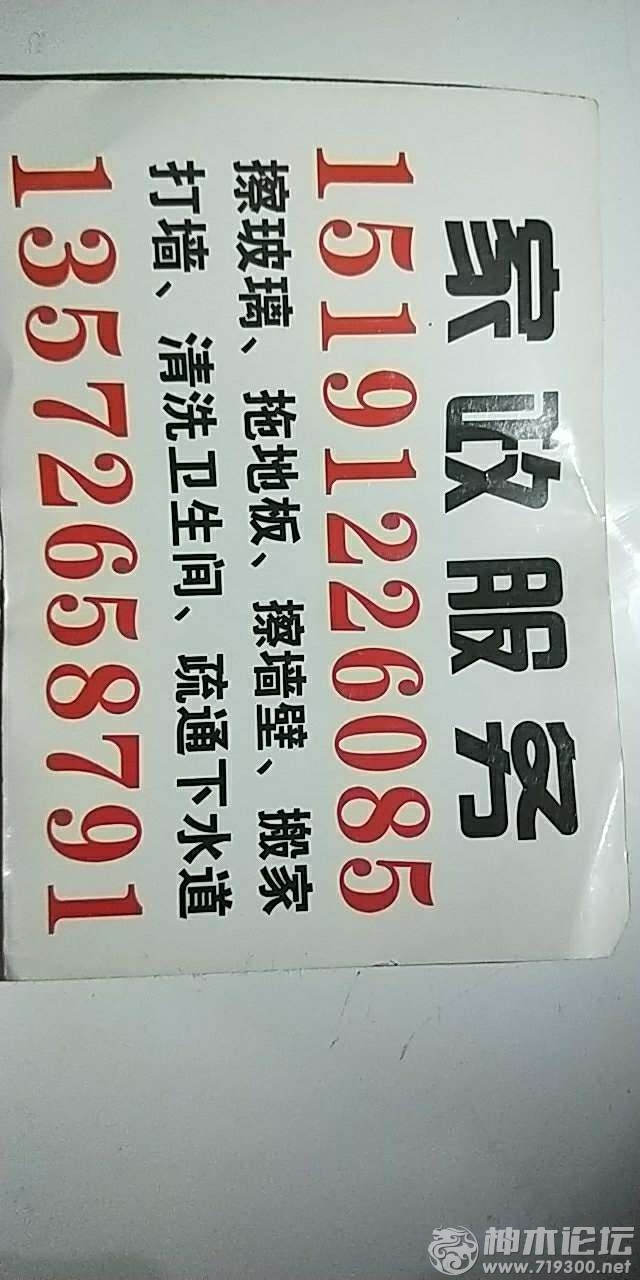 家政服务
15191226085
擦玻璃、拖地板、擦墙壁、搬家
打墙、清洗卫生间、疏通下水道
13572658791
神木论坛
www.719300.net